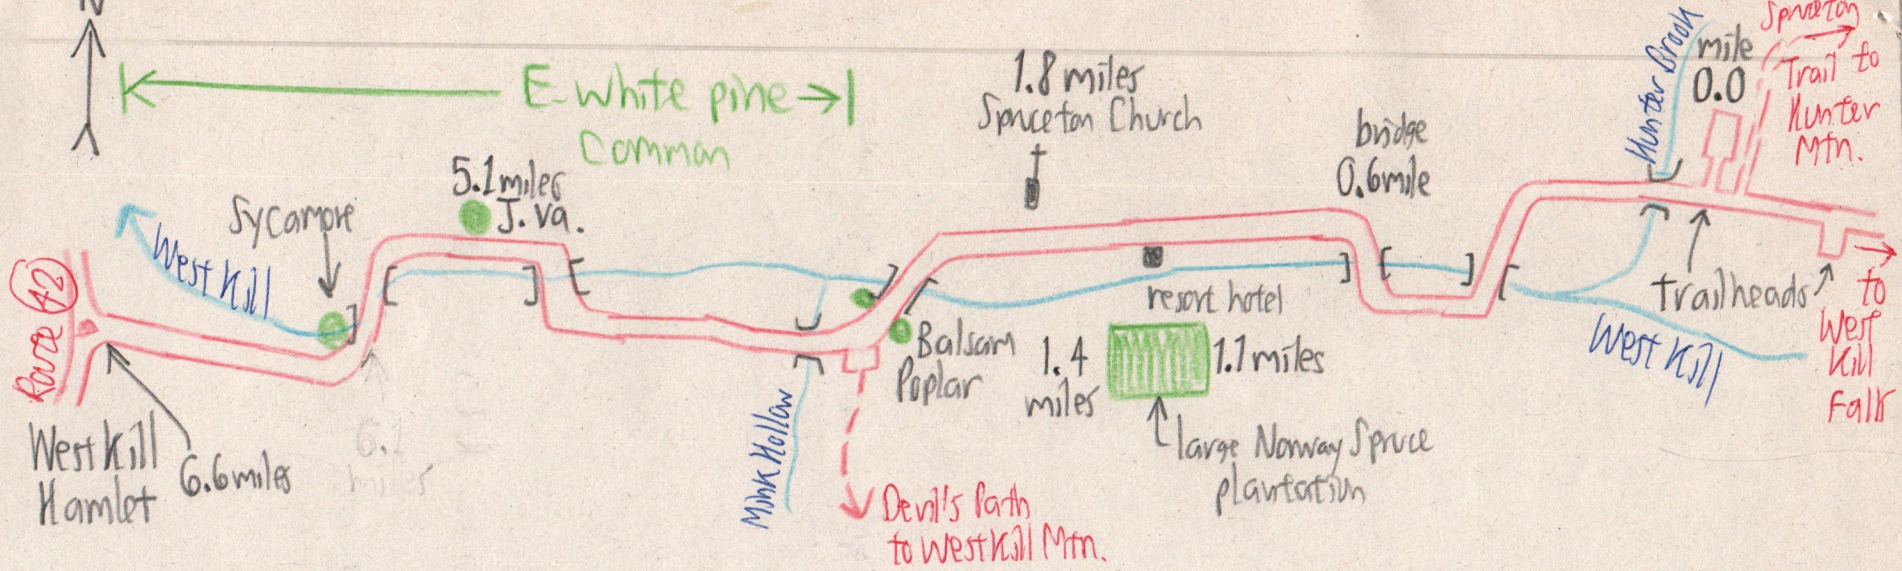 N
E. white pine
common
1.8 miles
Spruceton Church
bridge
0.6 mile
Hunter Brook
mile
0.0
Spruceton
Trail to
Hunter
Mtn.
5.1 miles
J. Va.
Sycamore
West Kill
Route 42
West Kill
Hamlet
6.6 miles
6.1
miles
Mink Hollow
Devil's Path
to West Kill Mtn.
Balsam
Poplar
1.4
miles
1.1 miles
resort hotel
large Norway Spruce
plantation
trailheads
West Kill
to
West
Kill
Falls